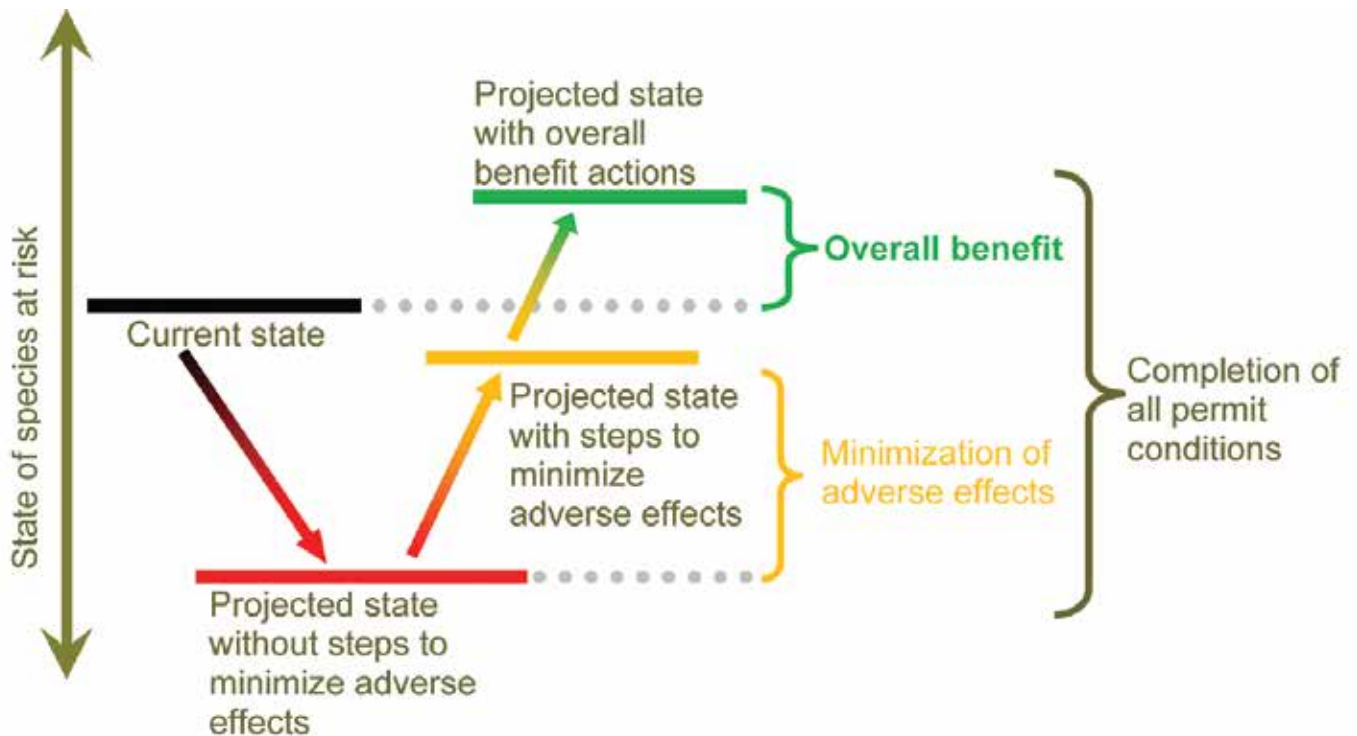 State of species at risk
Projected state
with overall
benefit actions
Overall benefit
Current state
Projected state
with steps to
minimize
adverse effects
Minimization of
adverse effects
Completion of
all permit
conditions
Projected state
without steps to
minimize adverse
effects